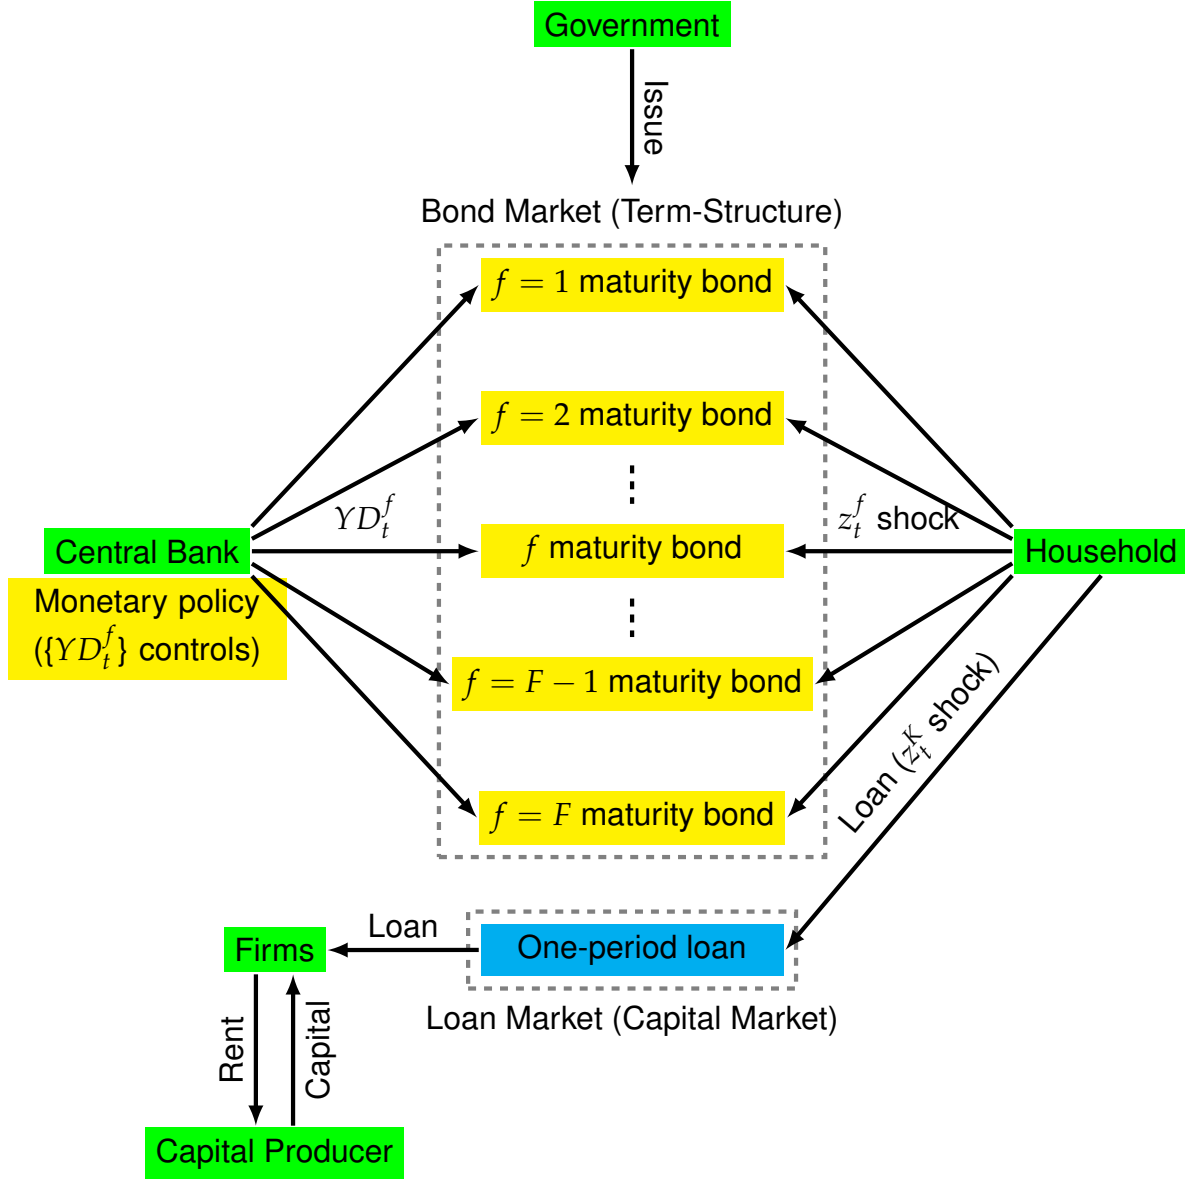 Government
Issue
Bond Market (Term-Structure)
f = 1 maturity bond
f = 2 maturity bond
YD_t^f
z_t^f shock
Central Bank
f maturity bond
Household
Monetary policy
({YD_t^f} controls)
f = F − 1 maturity bond
Loan (z_t^K shock)
f = F maturity bond
Loan
Firms
One-period loan
Loan Market (Capital Market)
Rent
Capital
Capital Producer